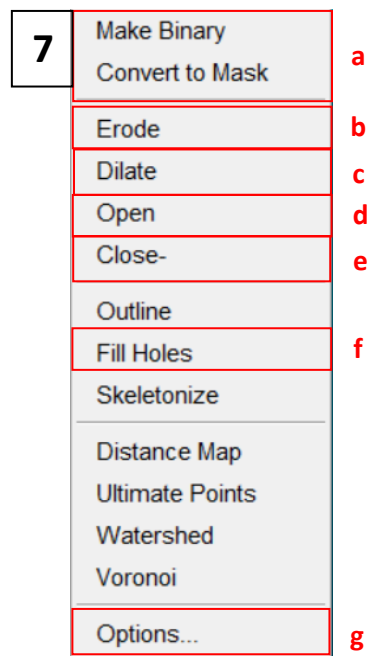 7
Make Binary
Convert to Mask
a
Erode b
Dilate c
Open d
Close- e
Outline
Fill Holes f
Skeletonize
Distance Map
Ultimate Points
Watershed
Voronoi
Options... g